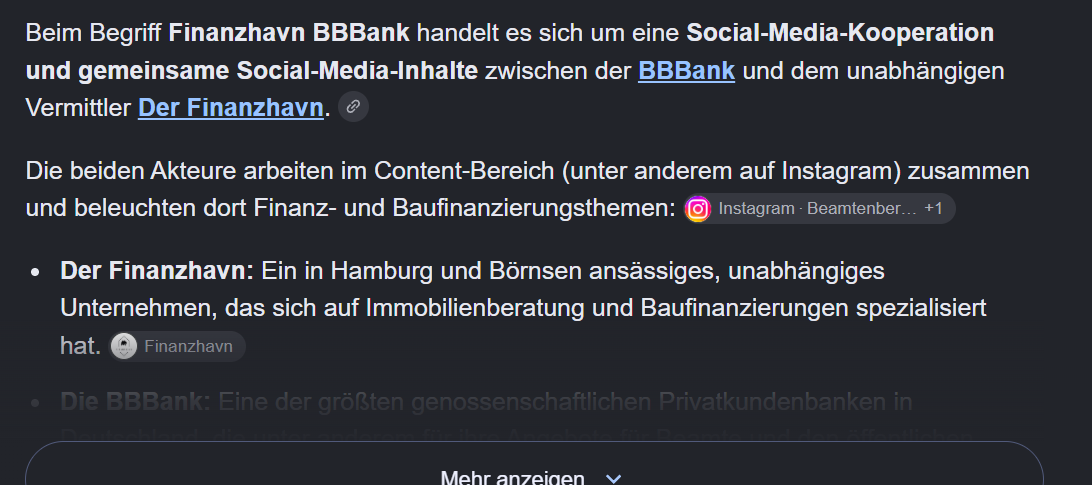 Beim Begriff Finanzhavn BBBank handelt es sich um eine Social-Media-Kooperation
und gemeinsame Social-Media-Inhalte zwischen der BBBank und dem unabhängigen
Vermittler Der Finanzhavn.
Die beiden Akteure arbeiten im Content-Bereich (unter anderem auf Instagram) zusammen
und beleuchten dort Finanz- und Baufinanzierungsthemen: Instagram · Beamtenber... +1
• Der Finanzhavn: Ein in Hamburg und Börnsen ansässiges, unabhängiges
Unternehmen, das sich auf Immobilienberatung und Baufinanzierungen spezialisiert
hat. Finanzhavn
• Die BBBank: Eine der größten genossenschaftlichen Privatkundenbanken in
Mehr anzeigen